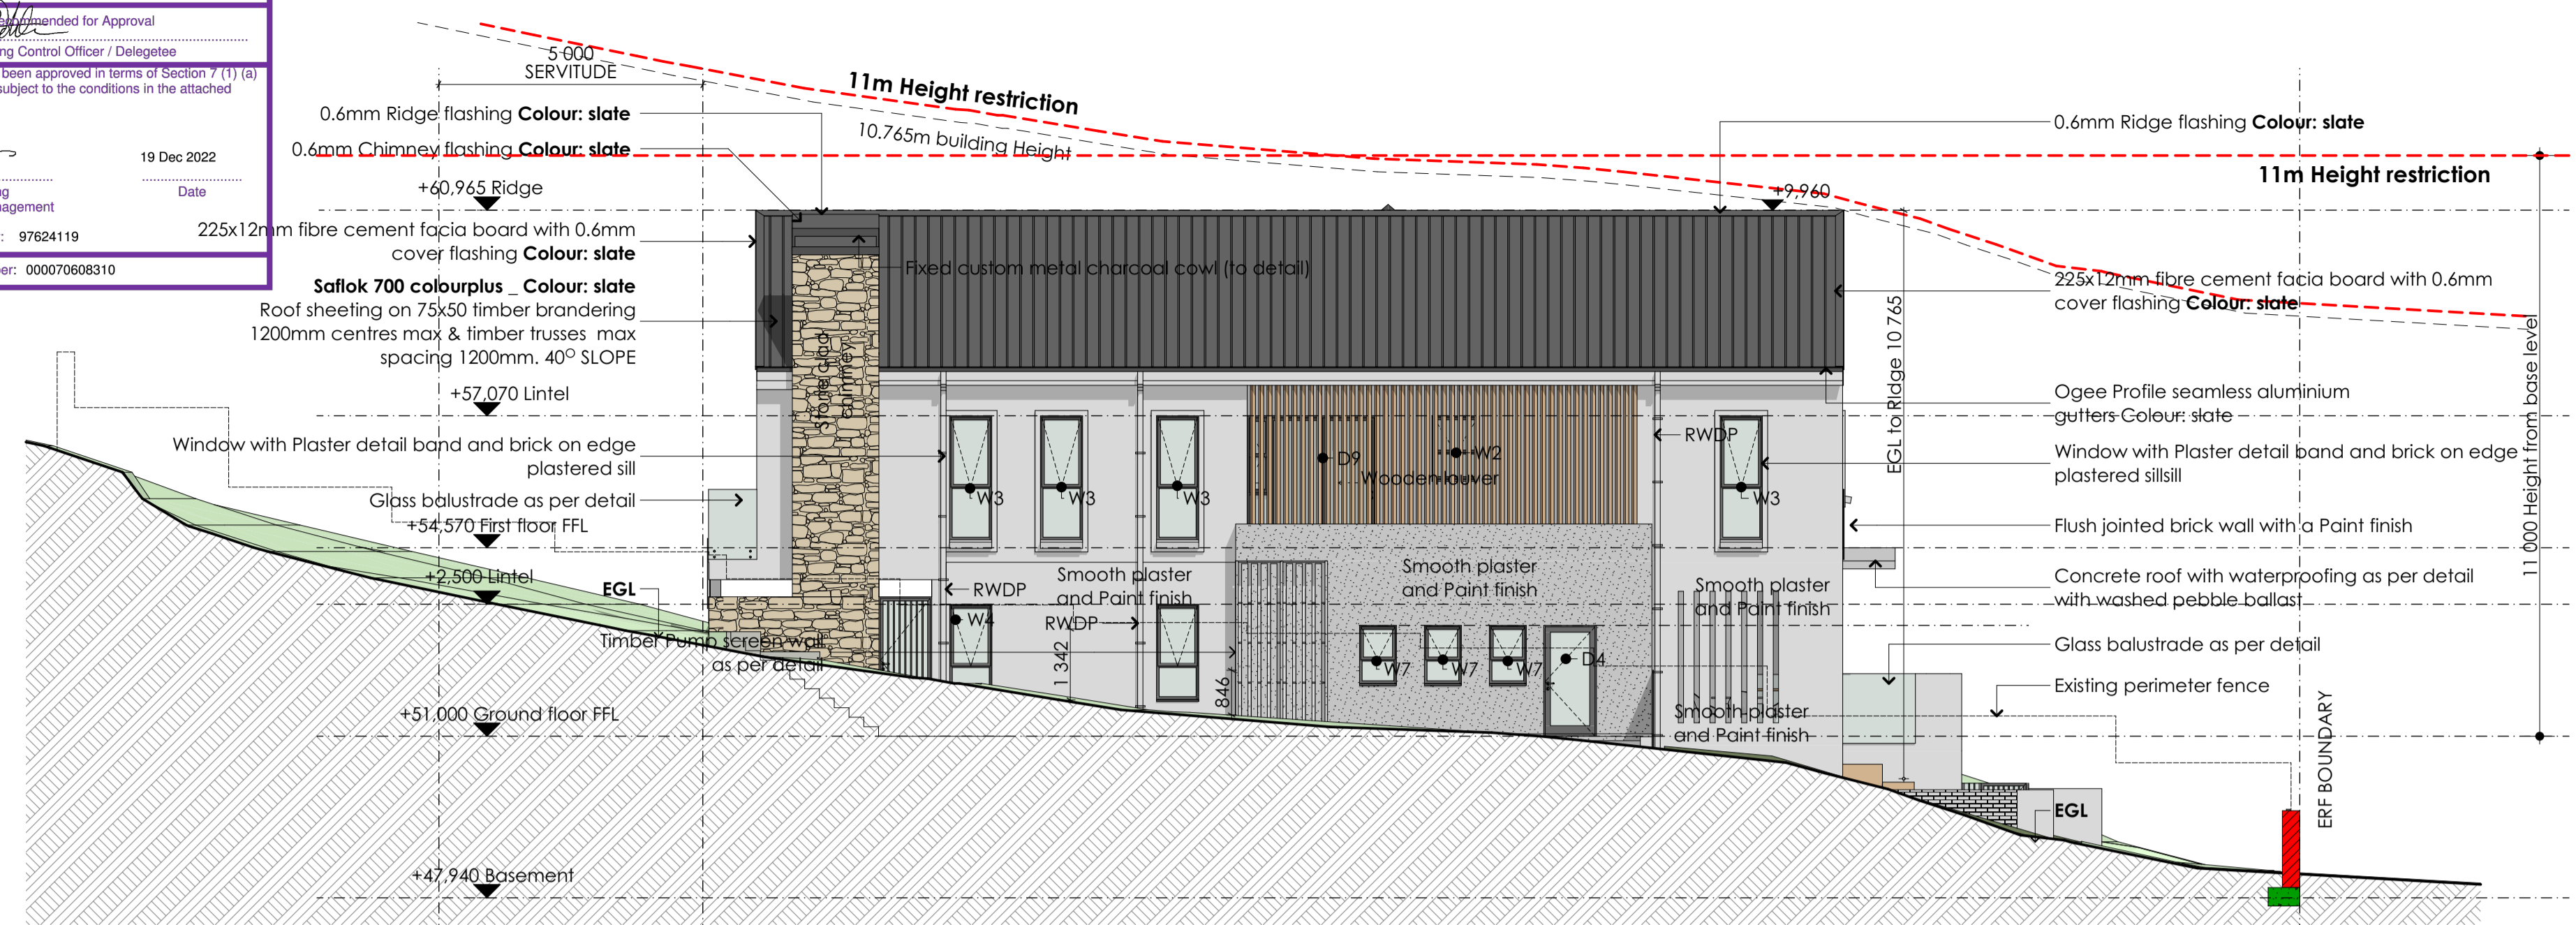 ecommended for Approval
ng Control Officer / Delegetee
been approved in terms of Section 7 (1) (a)
subject to the conditions in the attached
19 Dec 2022
ng
Date
nagement
: 97624119
er: 000070608310
5 000
SERVITUDE
11m Height restriction
10.765m building Height
0.6mm Ridge flashing Colour: slate
0.6mm Chimney flashing Colour: slate
+60,965 Ridge
225x12mm fibre cement facia board with 0.6mm
cover flashing Colour: slate
Saflok 700 colourplus _ Colour: slate
Roof sheeting on 75x50 timber brandering
1200mm centres max & timber trusses max
spacing 1200mm. 40O SLOPE
+57,070 Lintel
Window with Plaster detail band and brick on edge
plastered sill
Glass balustrade as per detail
+54,570 First floor FFL
+2,500 Lintel
EGL
Timber Pump screen wall
as per detail
+51,000 Ground floor FFL
+47,940 Basement
Fixed custom metal charcoal cowl (to detail)
Stone clad
chimney
+9,960
W3
W3
W3
D9
W2
Wooden louver
RWDP
W3
RWDP
Smooth plaster
and Paint finish
Smooth plaster
and Paint finish
Smooth plaster
and Paint finish
W4
RWDP
1 342
846
W7
W7
W7
D4
Smooth plaster
and Paint finish
EGL to Ridge 10 765
0.6mm Ridge flashing Colour: slate
11m Height restriction
225x12mm fibre cement facia board with 0.6mm
cover flashing Colour: slate
Ogee Profile seamless aluminium
gutters Colour: slate
Window with Plaster detail band and brick on edge
plastered sillsill
Flush jointed brick wall with a Paint finish
Concrete roof with waterproofing as per detail
with washed pebble ballast
Glass balustrade as per detail
Existing perimeter fence
EGL
ERF BOUNDARY
11 000 Height from base level